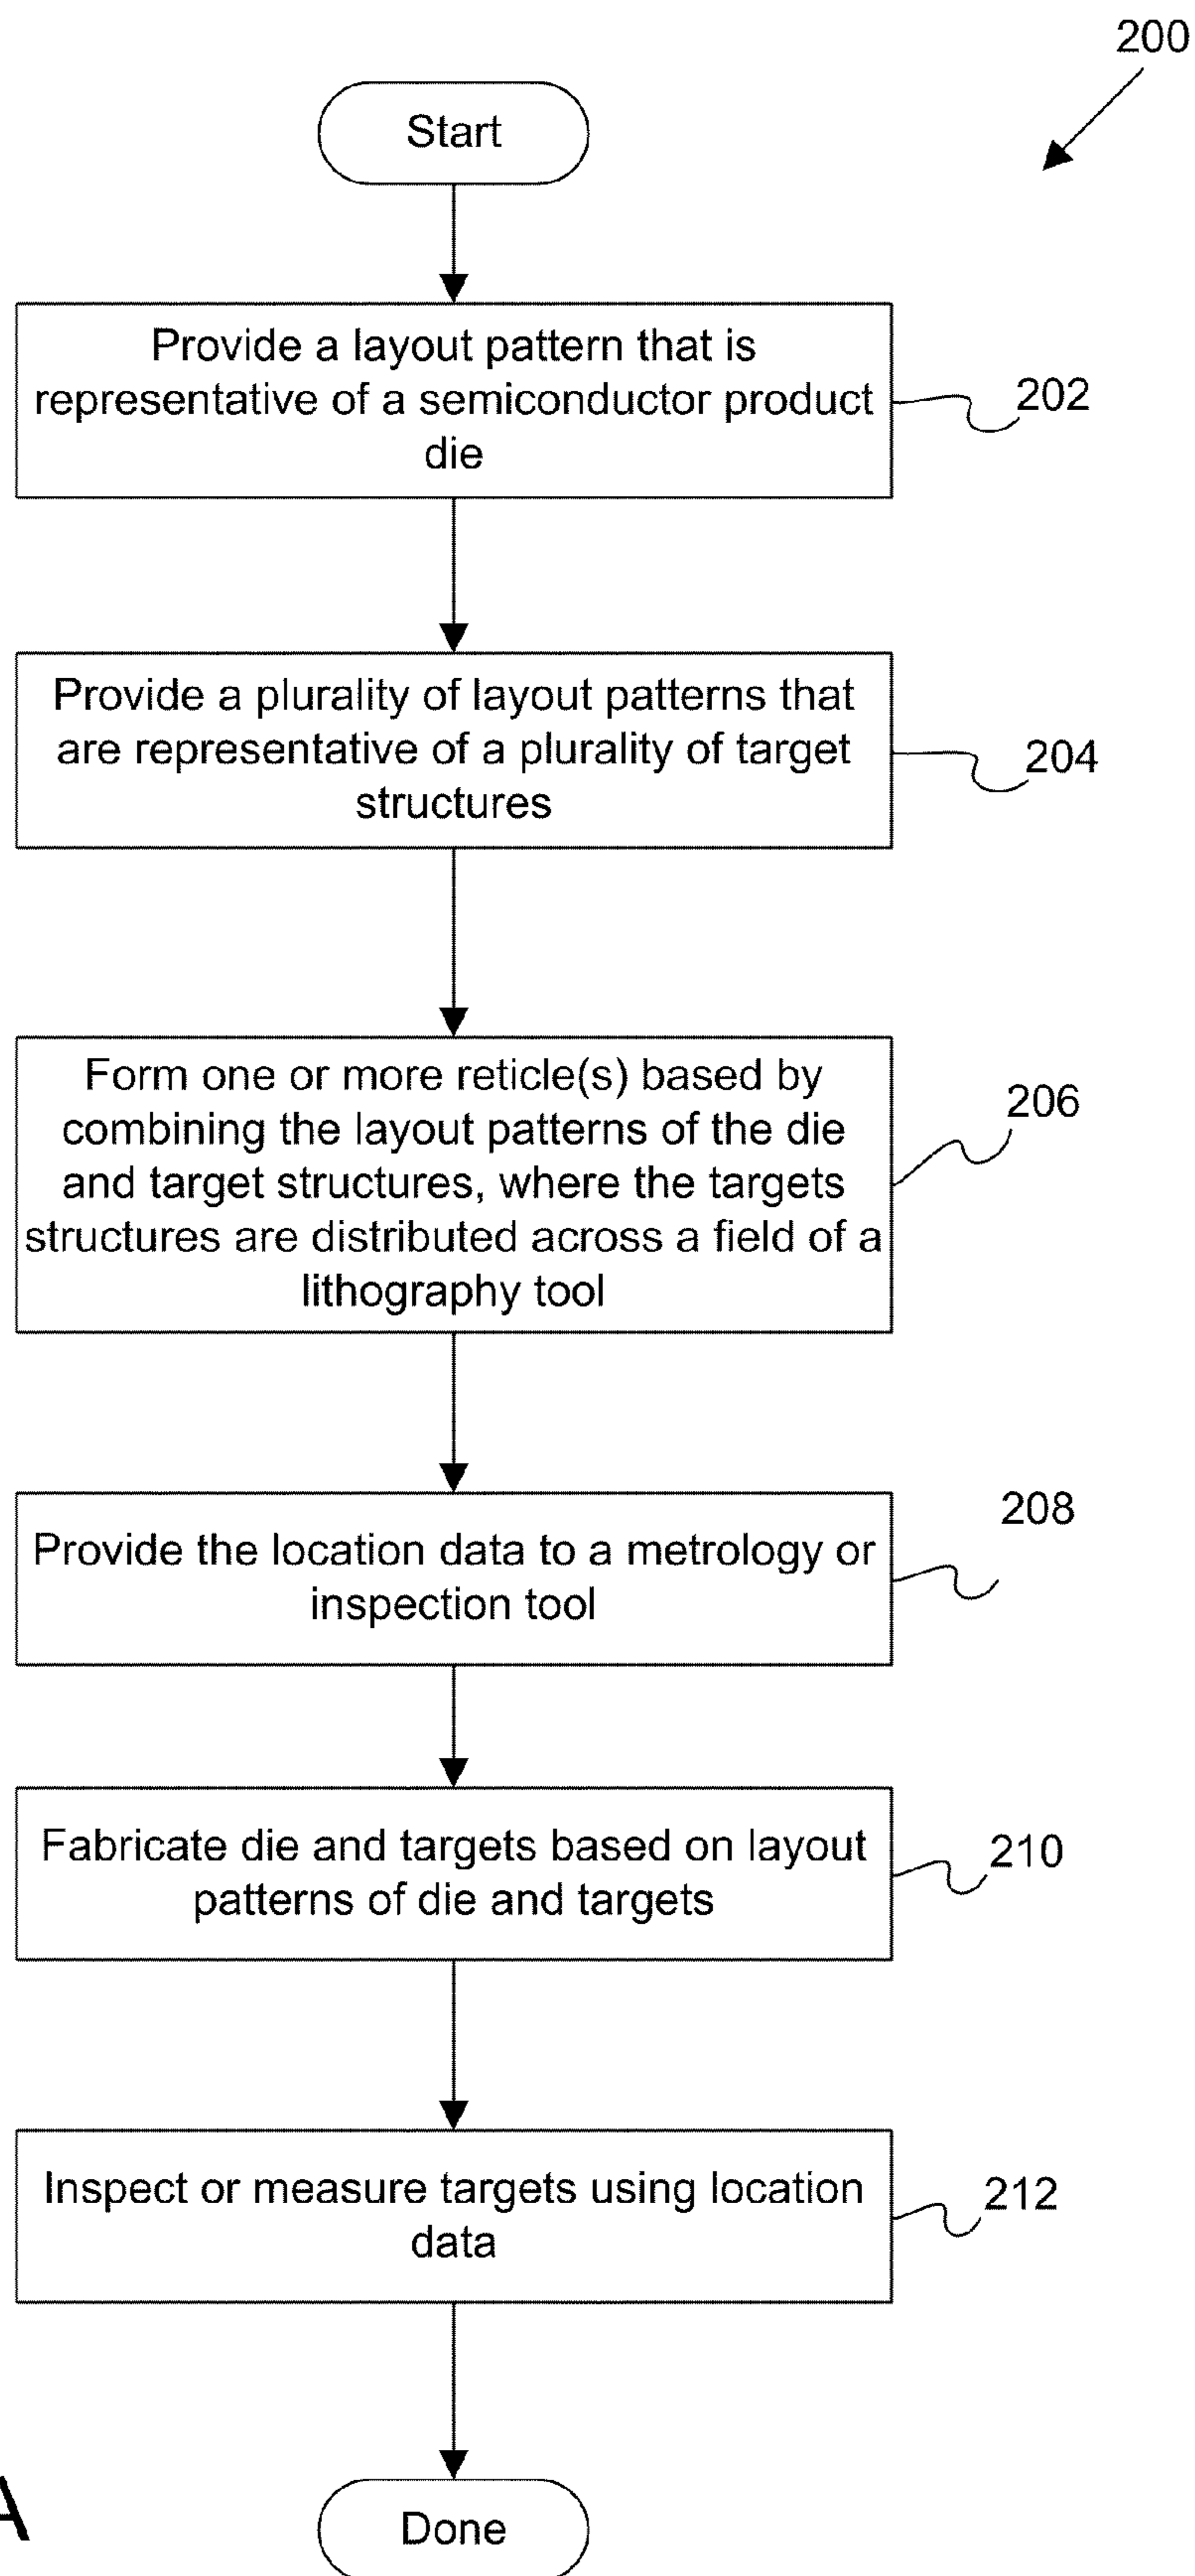 200
Start
Provide a layout pattern that is
representative of a semiconductor product
die
202
Provide a plurality of layout patterns that
are representative of a plurality of target
structures
204
Form one or more reticle(s) based by
combining the layout patterns of the die
and target structures, where the targets
structures are distributed across a field of a
lithography tool
206
Provide the location data to a metrology or
inspection tool
208
Fabricate die and targets based on layout
patterns of die and targets
210
Inspect or measure targets using location
data
212
A
Done